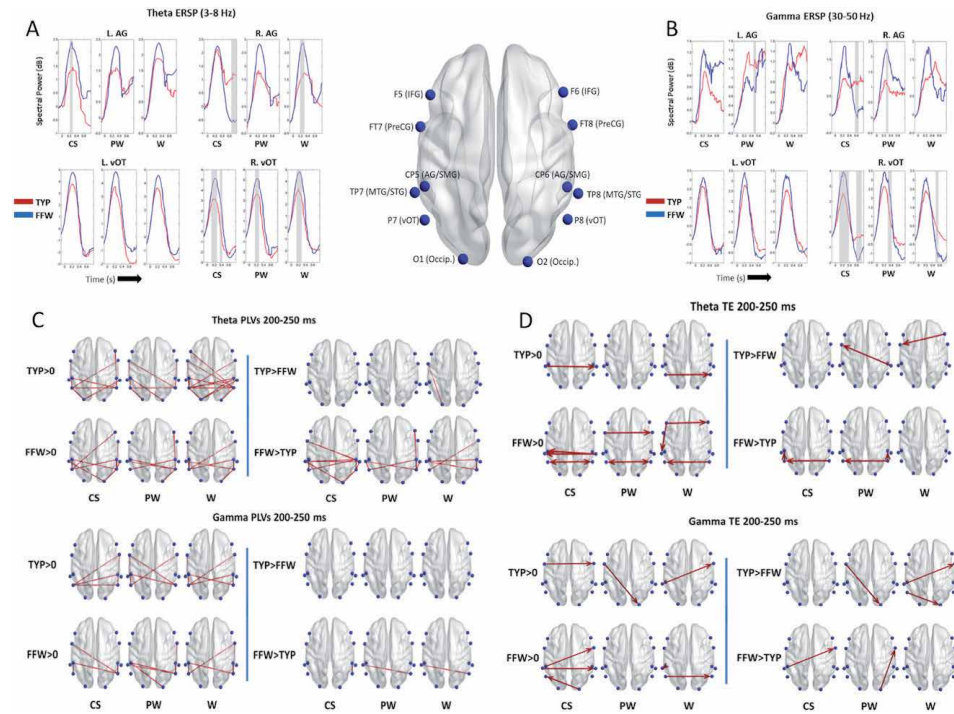 A
Theta ERSP (3-8 Hz)
L. AG
R. AG
Spectral Power (dB)
CS
PW
W
CS
PW
W
L. vOT
R. vOT
TYP
FFW
CS
PW
W
CS
PW
W
Time (s)
F5 (IFG)
F6 (IFG)
FT7 (PreCG)
FT8 (PreCG)
CP5 (AG/SMG)
CP6 (AG/SMG)
TP7 (MTG/STG)
TP8 (MTG/STG
P7 (vOT)
P8 (vOT)
O1 (Occip.)
O2 (Occip.)
B
Gamma ERSP (30-50 Hz)
L. AG
R. AG
Spectral Power (dB)
CS
PW
W
CS
PW
W
L. vOT
R. vOT
TYP
FFW
CS
PW
W
CS
PW
W
Time (s)
C
Theta PLVs 200-250 ms
TYP>0
TYP>FFW
FFW>0
FFW>TYP
CS
PW
W
CS
PW
W
Gamma PLVs 200-250 ms
TYP>0
TYP>FFW
FFW>0
FFW>TYP
CS
PW
W
CS
PW
W
D
Theta TE 200-250 ms
TYP>0
TYP>FFW
FFW>0
FFW>TYP
CS
PW
W
CS
PW
W
Gamma TE 200-250 ms
TYP>0
TYP>FFW
FFW>0
FFW>TYP
CS
PW
W
CS
PW
W